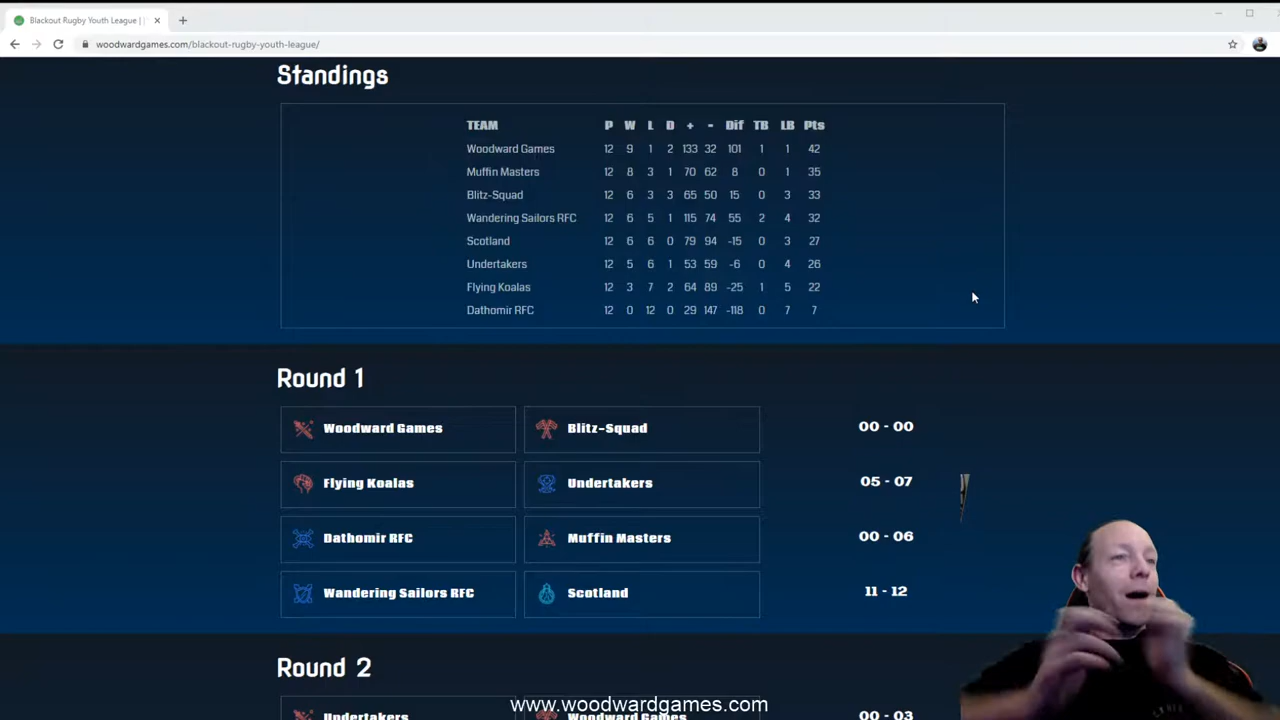 Blackout Rugby Youth League |
woodwardgames.com/blackout-rugby-youth-league/
Standings
TEAM P W L D + - Dif TB LB Pts
Woodward Games 12 9 1 2 133 32 101 1 1 42
Muffin Masters 12 8 3 1 70 62 8 0 1 35
Blitz-Squad 12 6 3 3 65 50 15 0 3 33
Wandering Sailors RFC 12 6 5 1 115 74 55 2 4 32
Scotland 12 6 6 0 79 94 -15 0 3 27
Undertakers 12 5 6 1 53 59 -6 0 4 26
Flying Koalas 12 3 7 2 64 89 -25 1 5 22
Dathomir RFC 12 0 12 0 29 147 -118 0 7 7
Round 1
Woodward Games Blitz-Squad 00 - 00
Flying Koalas Undertakers 05 - 07
Dathomir RFC Muffin Masters 00 - 06
Wandering Sailors RFC Scotland 11 - 12
Round 2
Undertakers Woodward Games 00 - 03
www.woodwardgames.com